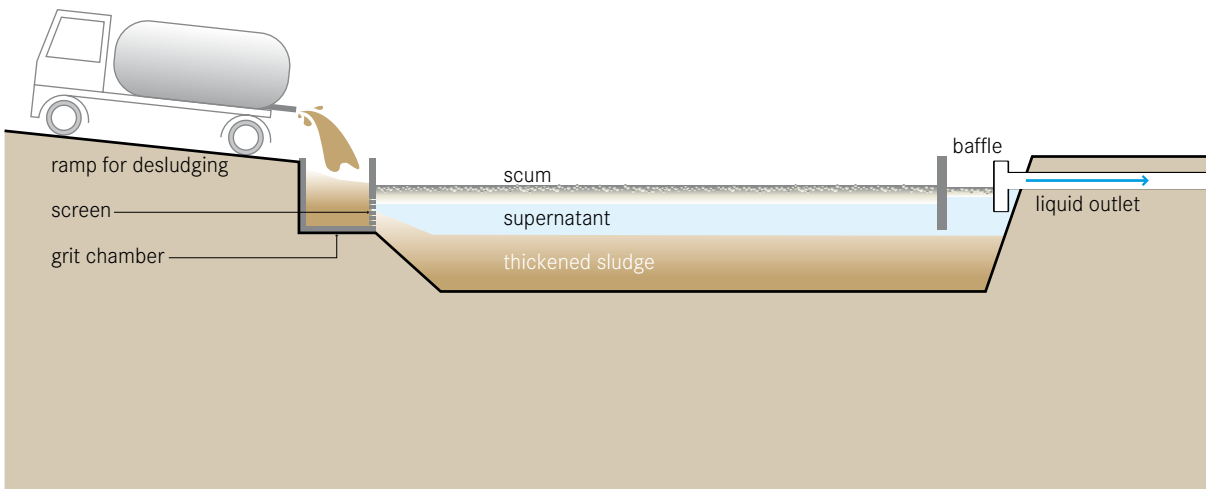 ramp for desludging
screen
grit chamber
scum
supernatant
thickened sludge
baffle
liquid outlet